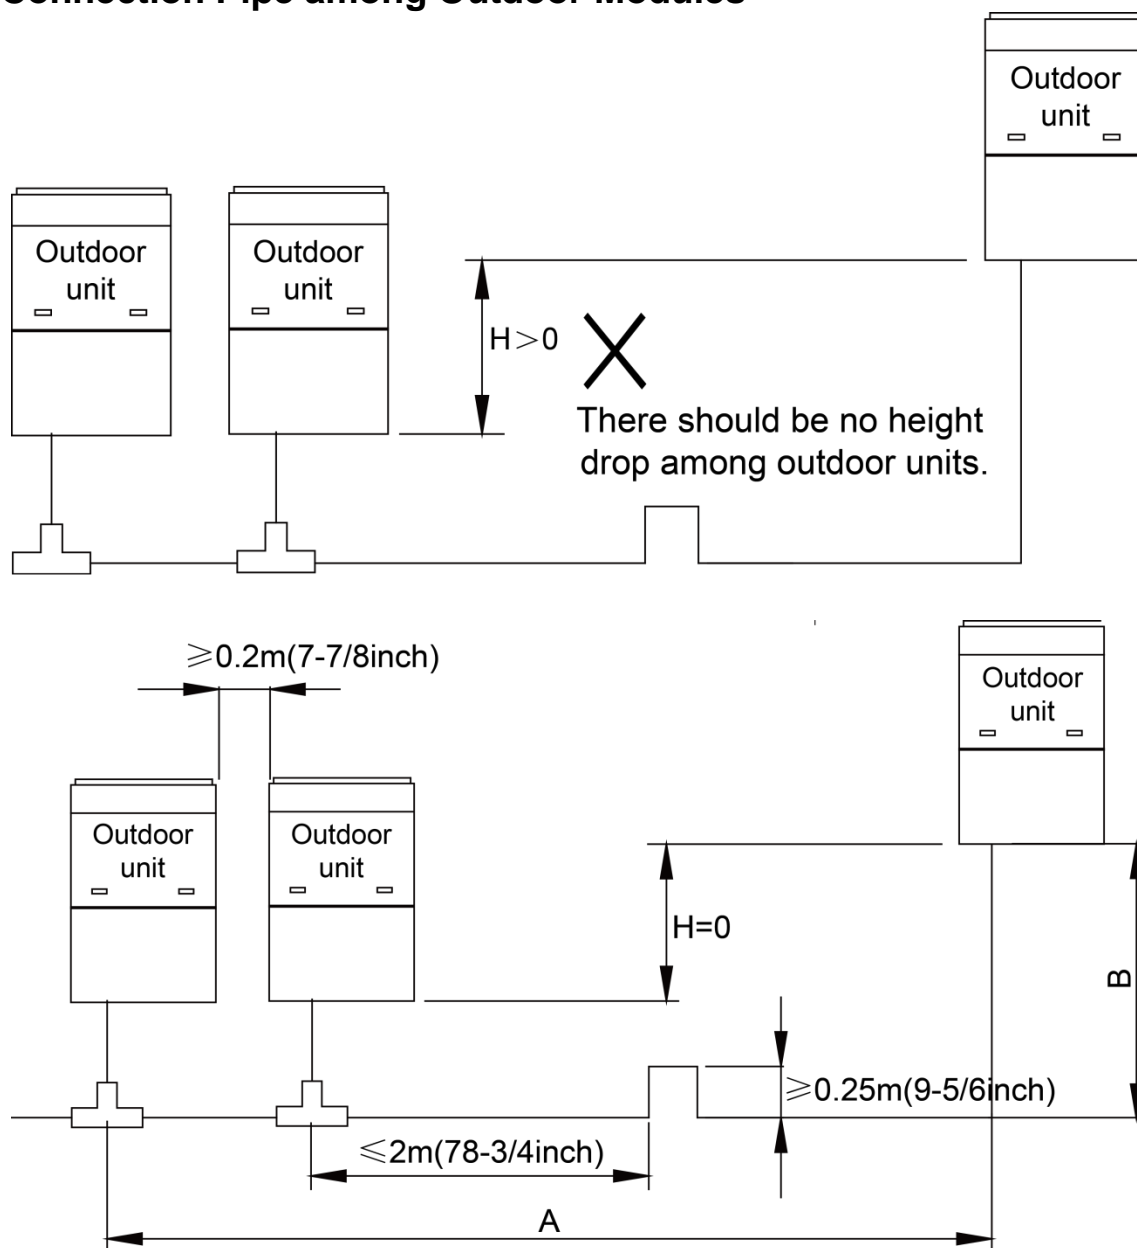 Connection Pipe among Outdoor Modules
Outdoor
unit
Outdoor
unit
Outdoor
unit
H>0
There should be no height
drop among outdoor units.
≥0.2m(7-7/8inch)
Outdoor
unit
Outdoor
unit
Outdoor
unit
H=0
B
≥0.25m(9-5/6inch)
≤2m(78-3/4inch)
A